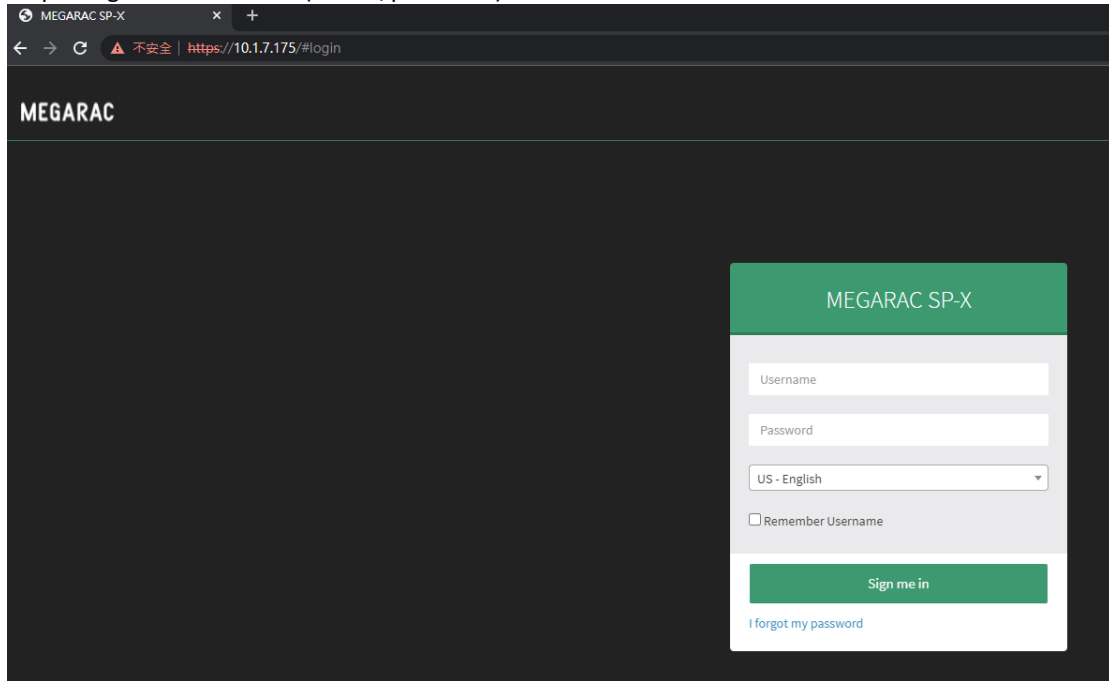 MEGARAC SP-X
不安全 | https://10.1.7.175/#login
MEGARAC
MEGARAC SP-X
Username
Password
US - English
Remember Username
Sign me in
I forgot my password